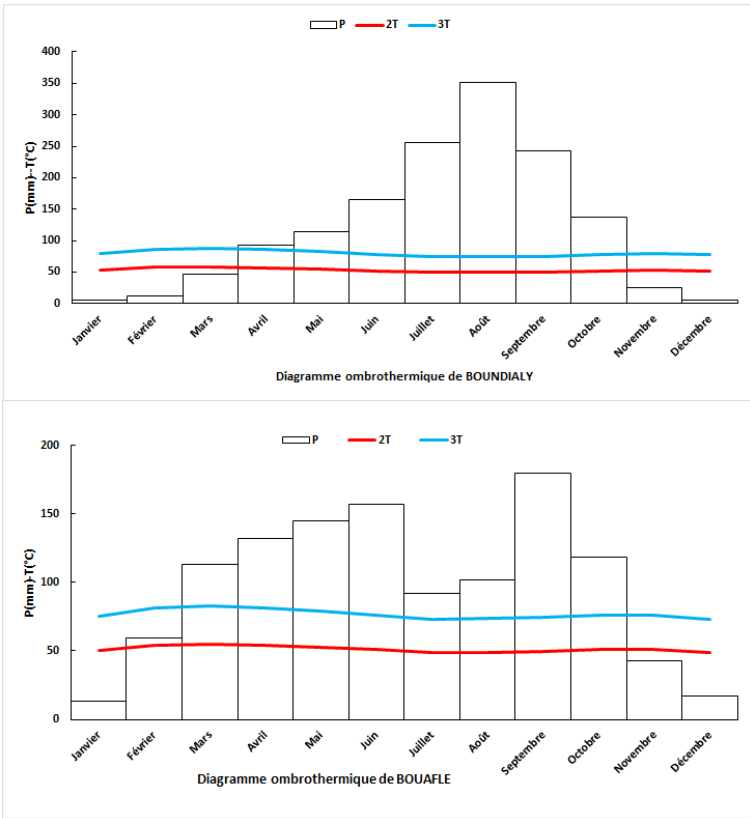 P 2T 3T
400
350
300
250
200
150
100
50
0
P(mm)--T(°C)
Janvier
Février
Mars
Avril
Mai
Juin
Juillet
Août
Septembre
Octobre
Novembre
Décembre
Diagramme ombrothermique de BOUNDIALY
P 2T 3T
200
150
100
50
0
P(mm)-T(°C)
Janvier
Février
Mars
Avril
Mai
Juin
Juillet
Août
Septembre
Octobre
Novembre
Décembre
Diagramme ombrothermique de BOUAFLE